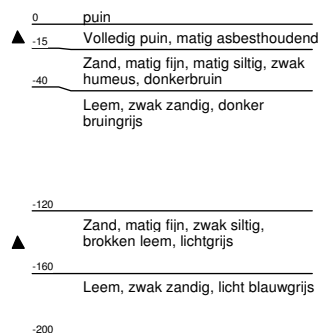 0 puin
-15 Volledig puin, matig asbesthoudend
Zand, matig fijn, matig siltig, zwak
-40 humeus, donkerbruin
Leem, zwak zandig, donker
bruingrijs
-120
Zand, matig fijn, zwak siltig,
brokken leem, lichtgrijs
-160
Leem, zwak zandig, licht blauwgrijs
-200